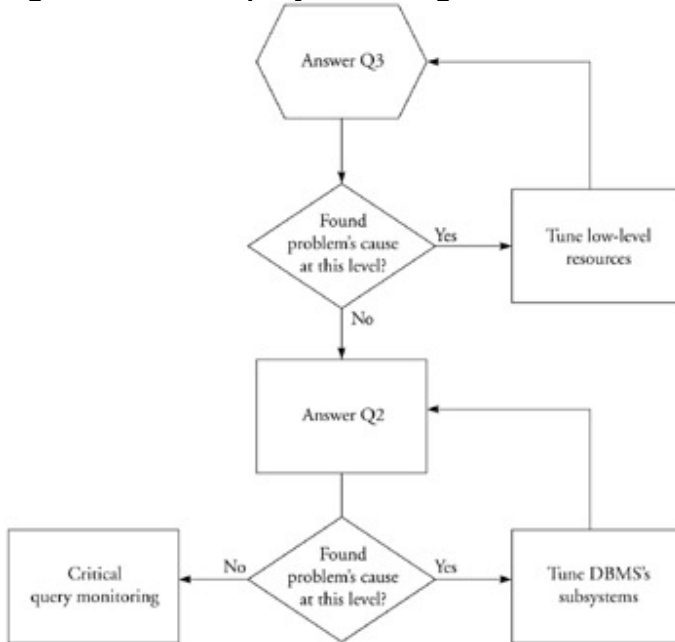 Answer Q3
Found
problem's cause
at this level?
Yes
Tune low-level
resources
No
Answer Q2
Critical
query monitoring
No
Found
problem's cause
at this level?
Yes
Tune DBMS's
subsystems